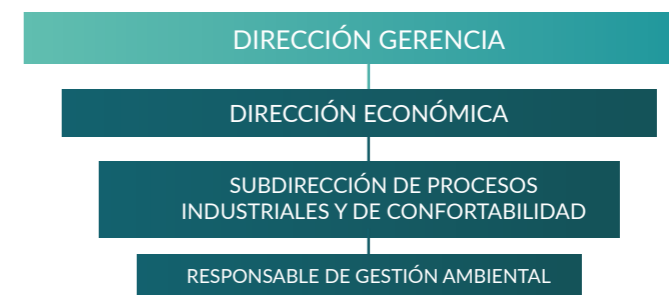 DIRECCIÓN GERENCIA
DIRECCIÓN ECONÓMICA
SUBDIRECCIÓN DE PROCESOS
INDUSTRIALES Y DE CONFORTABILIDAD
RESPONSABLE DE GESTIÓN AMBIENTAL